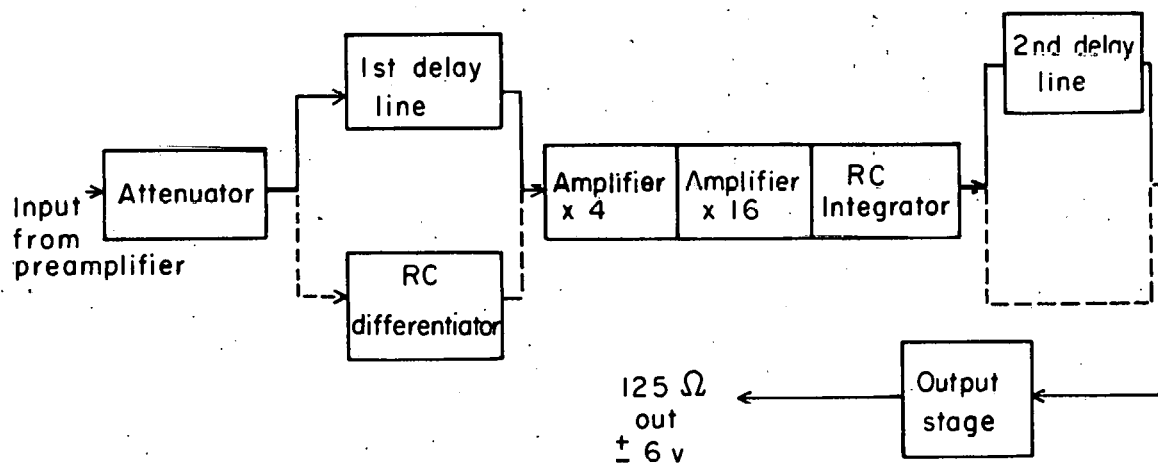 Input
from
preamplifier
Attenuator
1st delay
line
RC
differentiator
Amplifier
x 4
Amplifier
x 16
RC
Integrator
2nd delay
line
Output
stage
125 Ω
out
± 6 v